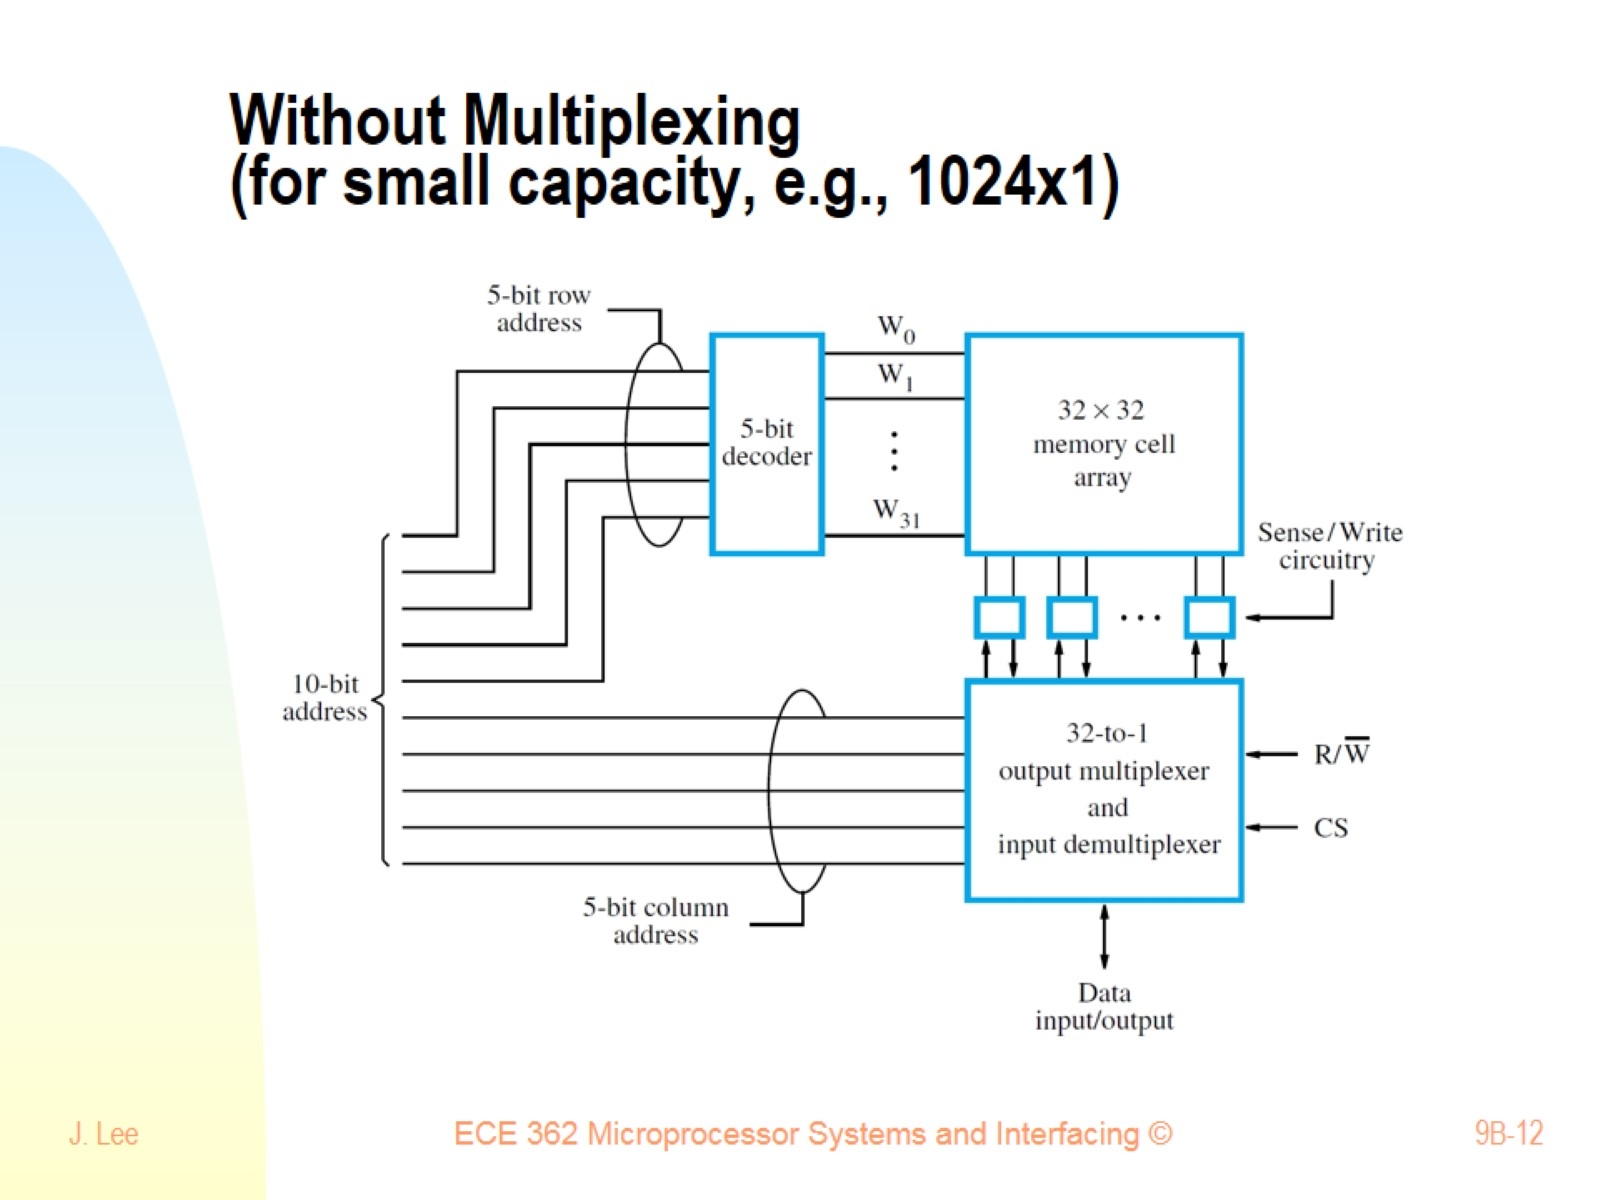 Without Multiplexing
(for small capacity, e.g., 1024x1)
5-bit row
address
W0
W1
5-bit
decoder
32 × 32
memory cell
array
W31
Sense/Write
circuitry
10-bit
address
32-to-1
output multiplexer
and
input demultiplexer
R/W̅
CS
5-bit column
address
Data
input/output
J. Lee
ECE 362 Microprocessor Systems and Interfacing ©
9B-12